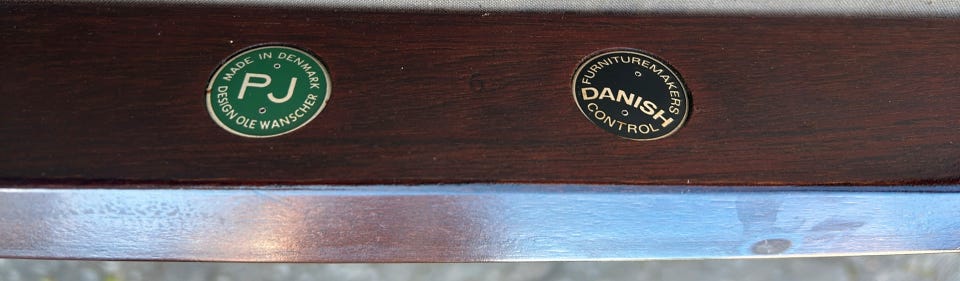 MADE IN DENMARK
PJ
DESIGN OLE WANSCHER
FURNITUREMAKERS
DANISH
CONTROL